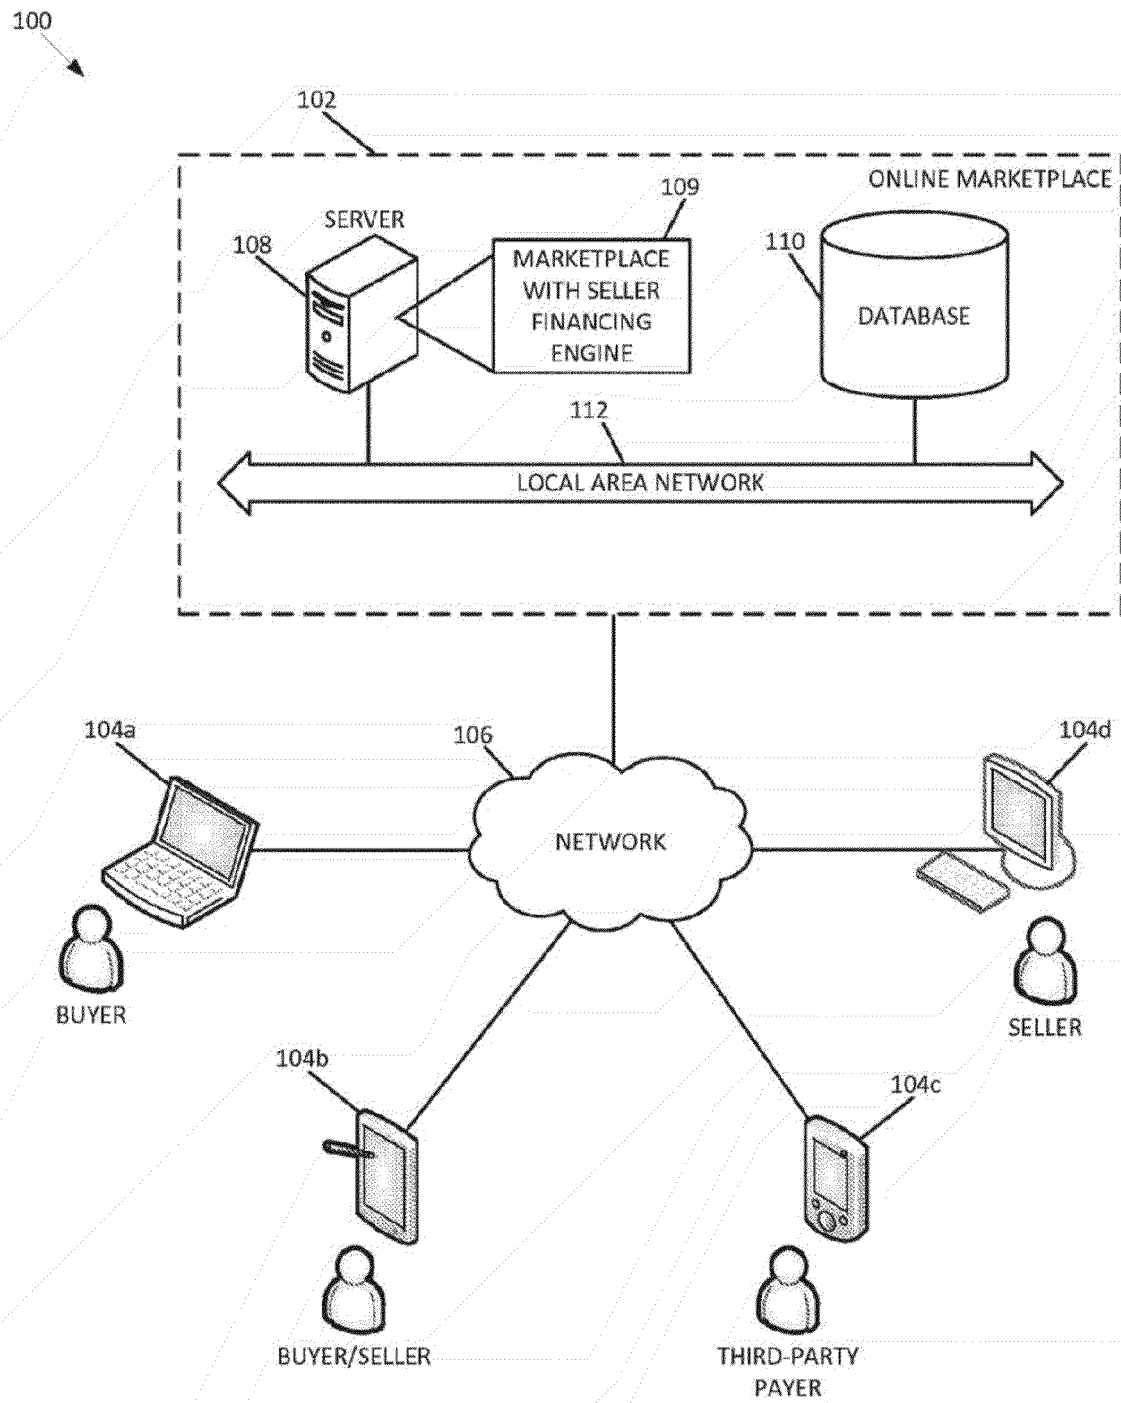 100
102
ONLINE MARKETPLACE
109
SERVER
108
110
MARKETPLACE
WITH SELLER
FINANCING
ENGINE
DATABASE
112
LOCAL AREA NETWORK
104a
106
104d
NETWORK
BUYER
SELLER
104b
104c
BUYER/SELLER
THIRD-PARTY
PAYER